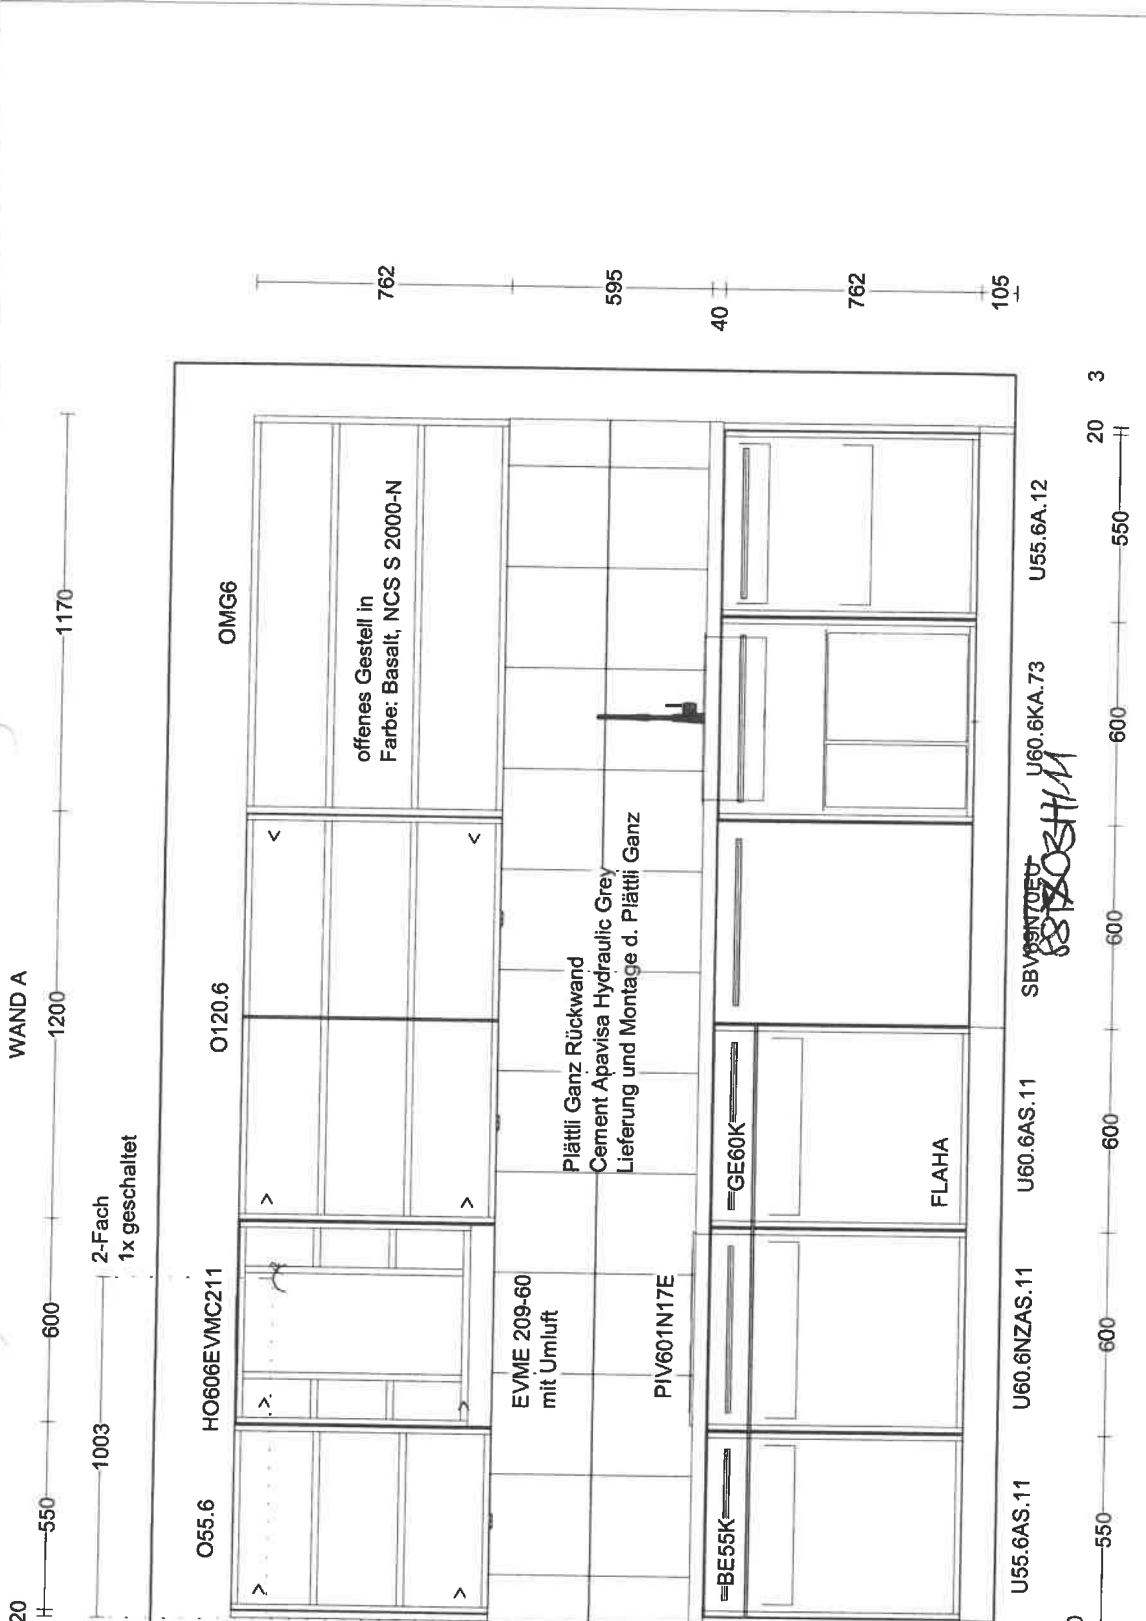 WAND A
20
550
600
1200
1170
1003
2-Fach
1x geschaltet
O55.6
HO606EVMC211
O120.6
OMG6
offenes Gestell in
Farbe: Basalt, NCS S 2000-N
762
595
40
762
105
EVME 209-60
mit Umluft
Plättli Ganz Rückwand
Cement Apavisa Hydraulic Grey
Lieferung und Montage d. Plättli Ganz
PIV601N17E
BE55K
GE60K
FLAHA
U55.6AS.11
U60.6NZAS.11
U60.6AS.11
SBV69N70EU
U60.6KA.73
U55.6A.12
550
600
600
600
600
550
20
3